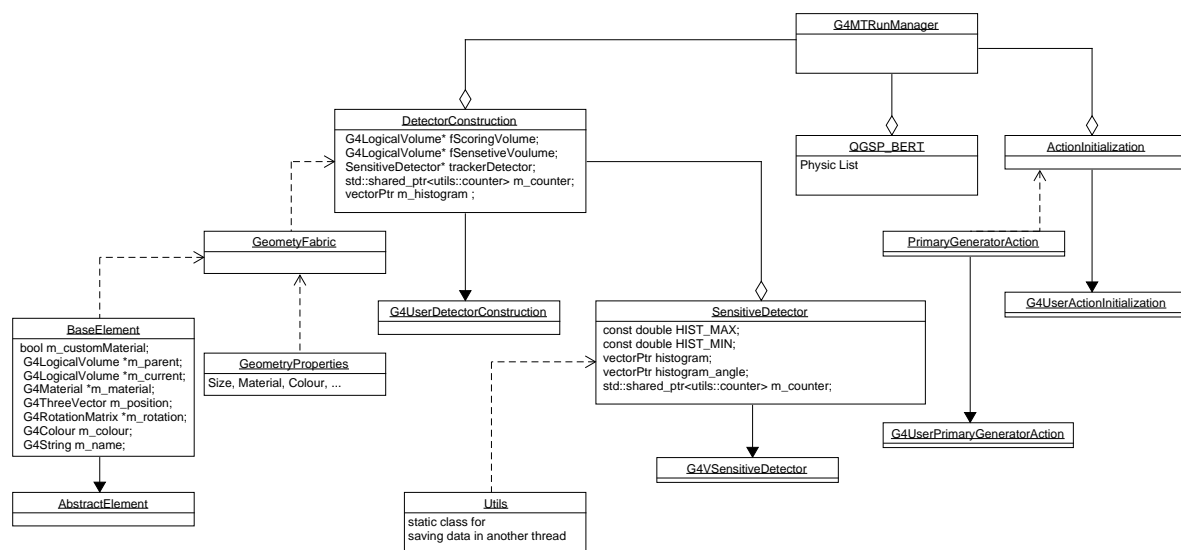 G4MTRunManager
DetectorConstruction
G4LogicalVolume* fScoringVolume;
G4LogicalVolume* fSensetiveVoulume;
SensitiveDetector* trackerDetector;
std::shared_ptr<utils::counter> m_counter;
vectorPtr m_histogram ;
QGSP_BERT
Physic List
ActionInitialization
GeometyFabric
PrimaryGeneratorAction
G4UserDetectorConstruction
SensitiveDetector
const double HIST_MAX;
const double HIST_MIN;
vectorPtr histogram;
vectorPtr histogram_angle;
std::shared_ptr<utils::counter> m_counter;
G4UserActionInitialization
BaseElement
bool m_customMaterial;
G4LogicalVolume *m_parent;
G4LogicalVolume *m_current;
G4Material *m_material;
G4ThreeVector m_position;
G4RotationMatrix *m_rotation;
G4Colour m_colour;
G4String m_name;
GeometryProperties
Size, Material, Colour, ...
G4UserPrimaryGeneratorAction
G4VSensitiveDetector
AbstractElement
Utils
static class for
saving data in another thread